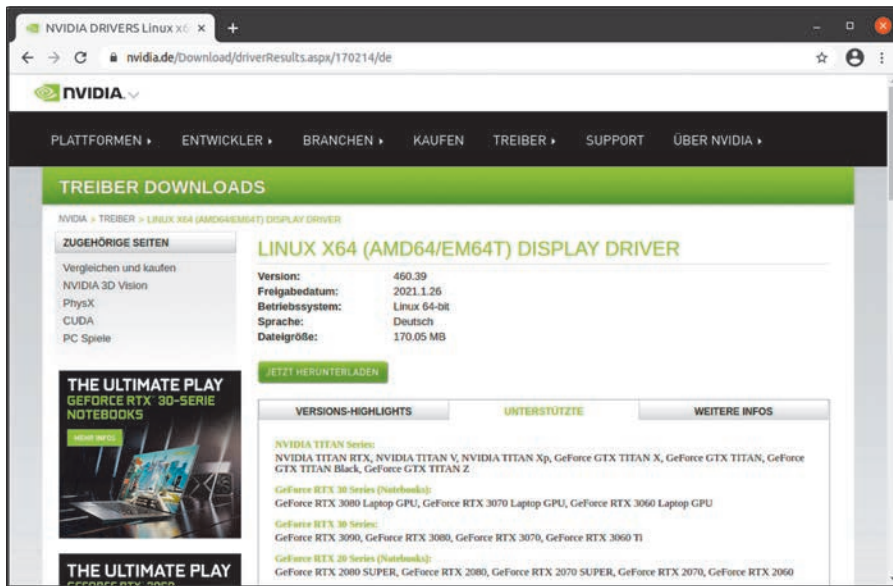 NVIDIA DRIVERS Linux x6
nvidia.de/Download/driverResults.aspx/170214/de
NVIDIA.
PLATTFORMEN ENTWICKLER BRANCHEN KAUFEN TREIBER SUPPORT ÜBER NVIDIA
TREIBER DOWNLOADS
NVIDIA > TREIBER > LINUX X64 (AMD64/EM64T) DISPLAY DRIVER
ZUGEHÖRIGE SEITEN
Vergleichen und kaufen
NVIDIA 3D Vision
PhysX
CUDA
PC Spiele
THE ULTIMATE PLAY
GEFORCE RTX 30-SERIE
NOTEBOOKS
MEHR INFOS
THE ULTIMATE PLAY
GEFORCE RTX 3060
LINUX X64 (AMD64/EM64T) DISPLAY DRIVER
Version: 460.39
Freigabedatum: 2021.1.26
Betriebssystem: Linux 64-bit
Sprache: Deutsch
Dateigröße: 170.05 MB
JETZT HERUNTERLADEN
VERSIONS-HIGHLIGHTS UNTERSTÜTZTE WEITERE INFOS
NVIDIA TITAN Series:
NVIDIA TITAN RTX, NVIDIA TITAN V, NVIDIA TITAN Xp, GeForce GTX TITAN X, GeForce GTX TITAN, GeForce
GTX TITAN Black, GeForce GTX TITAN Z
GeForce RTX 30 Series (Notebooks):
GeForce RTX 3080 Laptop GPU, GeForce RTX 3070 Laptop GPU, GeForce RTX 3060 Laptop GPU
GeForce RTX 30 Series:
GeForce RTX 3090, GeForce RTX 3080, GeForce RTX 3070, GeForce RTX 3060 Ti
GeForce RTX 20 Series (Notebooks):
GeForce RTX 2080 SUPER, GeForce RTX 2080, GeForce RTX 2070 SUPER, GeForce RTX 2070, GeForce RTX 2060